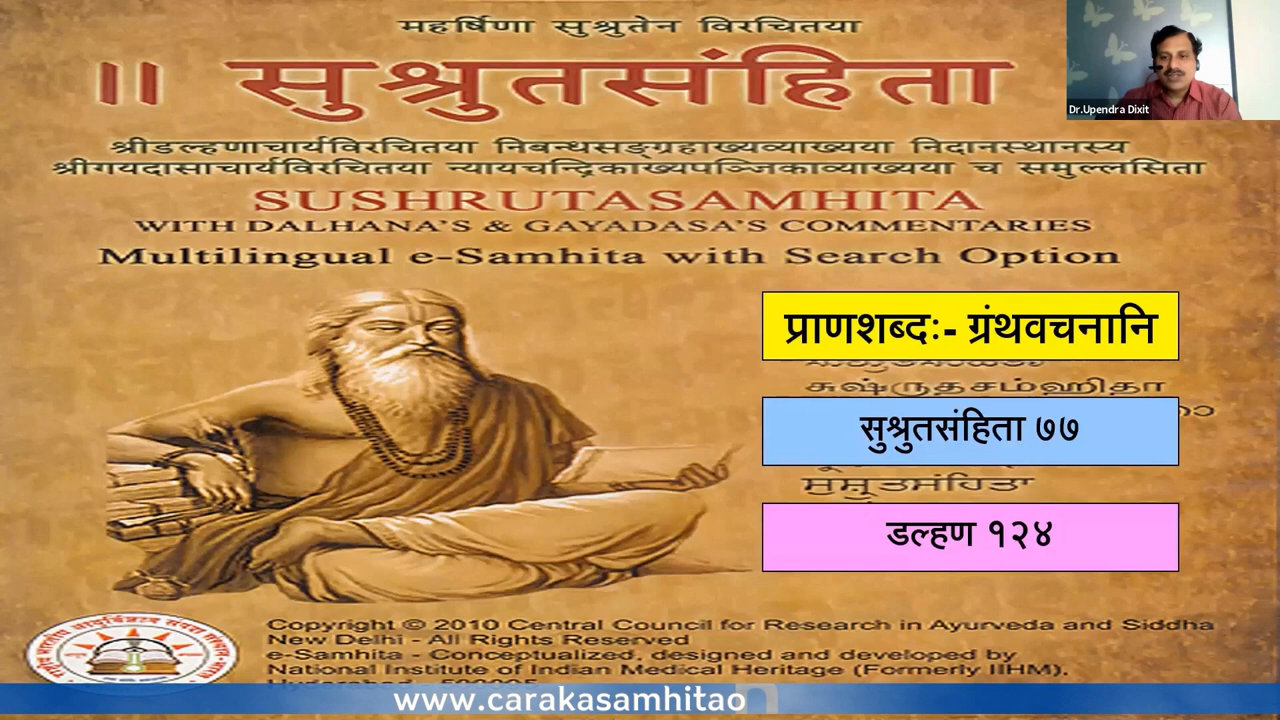 महर्षिणा सुश्रुतेन विरचितया
॥ सुश्रुतसंहिता
Dr.Upendra Dixit
श्रीडल्हणाचार्यविरचितया निबन्धसङ्ग्रहाख्यव्याख्यया निदानस्थानस्य
श्रीगयदासाचार्यविरचितया न्यायचन्द्रिकाख्यपञ्जिकाव्याख्यया च समुल्लसिता
SUSHRUTASAMHITA
WITH DALHANA'S & GAYADASA'S COMMENTARIES
Multilingual e-Samhita with Search Option
प्राणशब्दः- ग्रंथवचनानि
சுஷ்ருதசம்ஹிதா
सुश्रुतसंहिता ७७
डल्हण १२४
Copyright © 2010 Central Council for Research in Ayurveda and Siddha
New Delhi - All Rights Reserved
e-Samhita - Conceptualized, designed and developed by
National Institute of Indian Medical Heritage (Formerly IIHM),
www.carakasamhitao